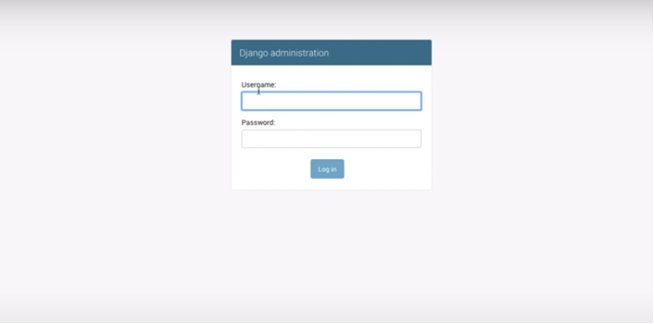 Django administration
Username:
Password:
Log in